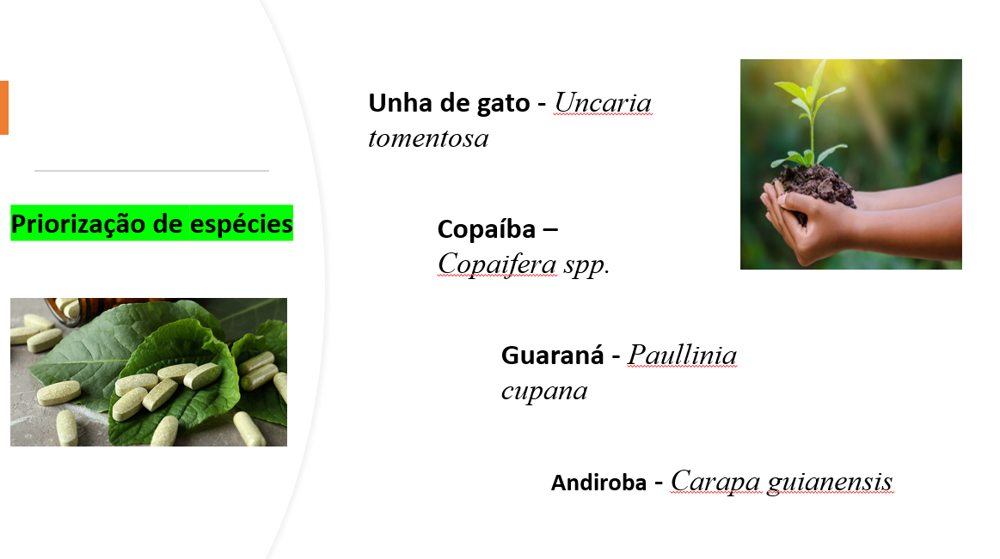 Priorização de espécies
Unha de gato - Uncaria
tomentosa
Copaíba –
Copaifera spp.
Guaraná - Paullinia
cupana
Andiroba - Carapa guianensis